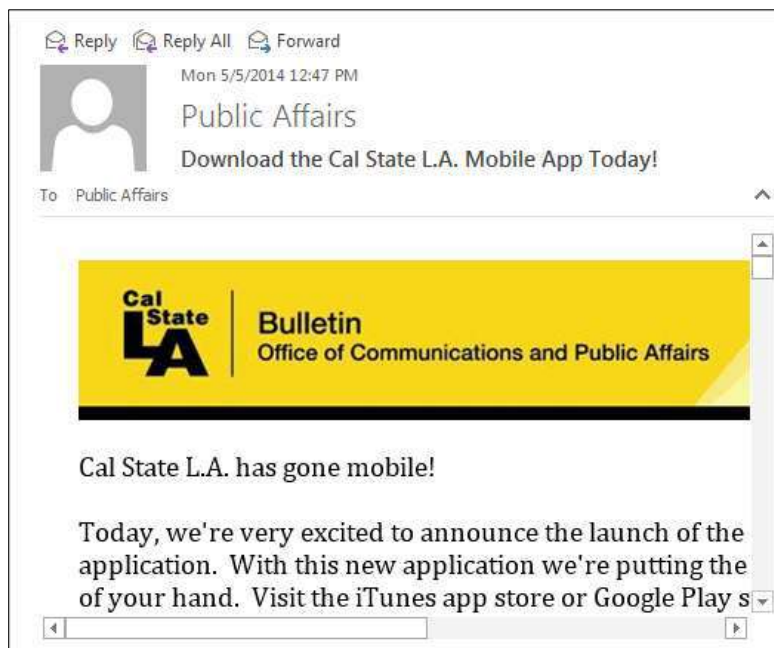 Reply Reply All Forward
Mon 5/5/2014 12:47 PM
Public Affairs
Download the Cal State L.A. Mobile App Today!
To Public Affairs
Cal
State
LA
Bulletin
Office of Communications and Public Affairs
Cal State L.A. has gone mobile!
Today, we're very excited to announce the launch of the
application. With this new application we're putting the
of your hand. Visit the iTunes app store or Google Play s